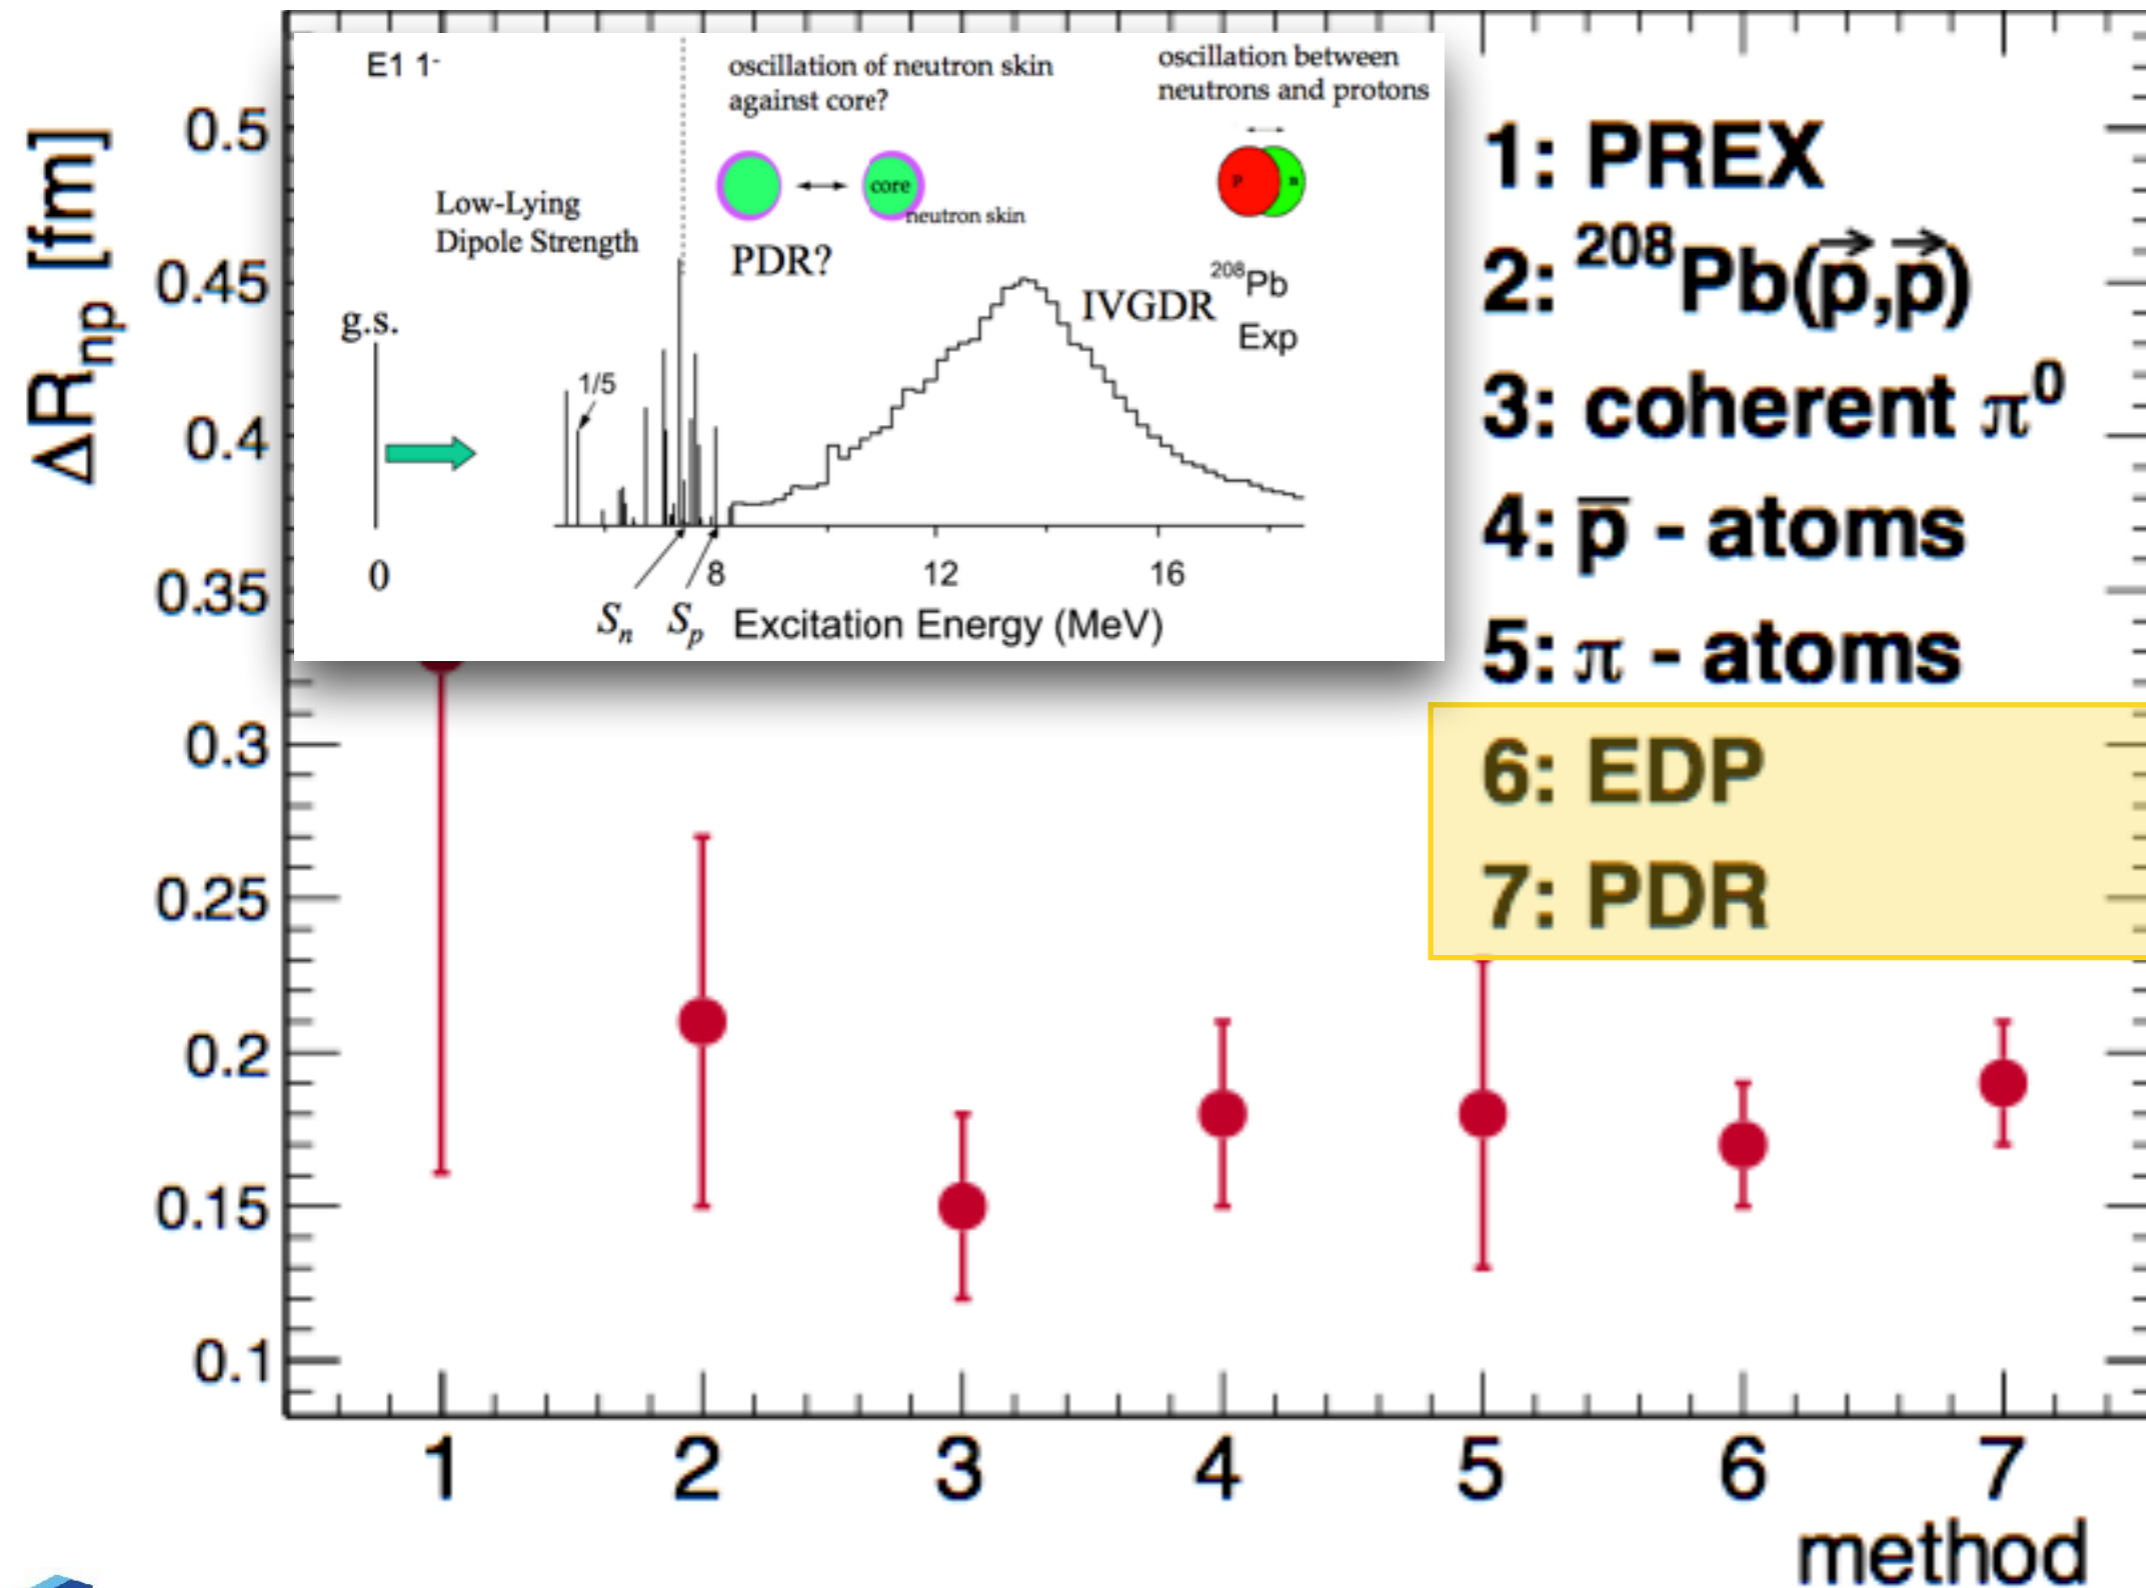 ΔRnp [fm]
0.5
0.45
0.4
0.35
0.3
0.25
0.2
0.15
0.1
E1 1-
oscillation of neutron skin
against core?
oscillation between
neutrons and protons
Low-Lying
Dipole Strength
core
neutron skin
P n
PDR?
g.s.
1/5
IVGDR
208Pb
Exp
0 8 12 16
Sn Sp Excitation Energy (MeV)
1: PREX
2: 208Pb(p⃗,p⃗)
3: coherent π0
4: p̅ - atoms
5: π - atoms
6: EDP
7: PDR
1 2 3 4 5 6 7
method